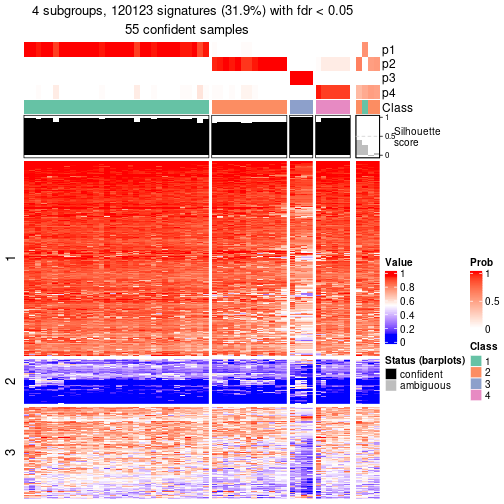 4 subgroups, 120123 signatures (31.9%) with fdr < 0.05
55 confident samples
p1
p2
p3
p4
Class
1
0.5
0
Silhouette
score
1
2
3
Value
1
0.8
0.6
0.4
0.2
0
Prob
1
0.5
0
Status (barplots)
confident
ambiguous
Class
1
2
3
4